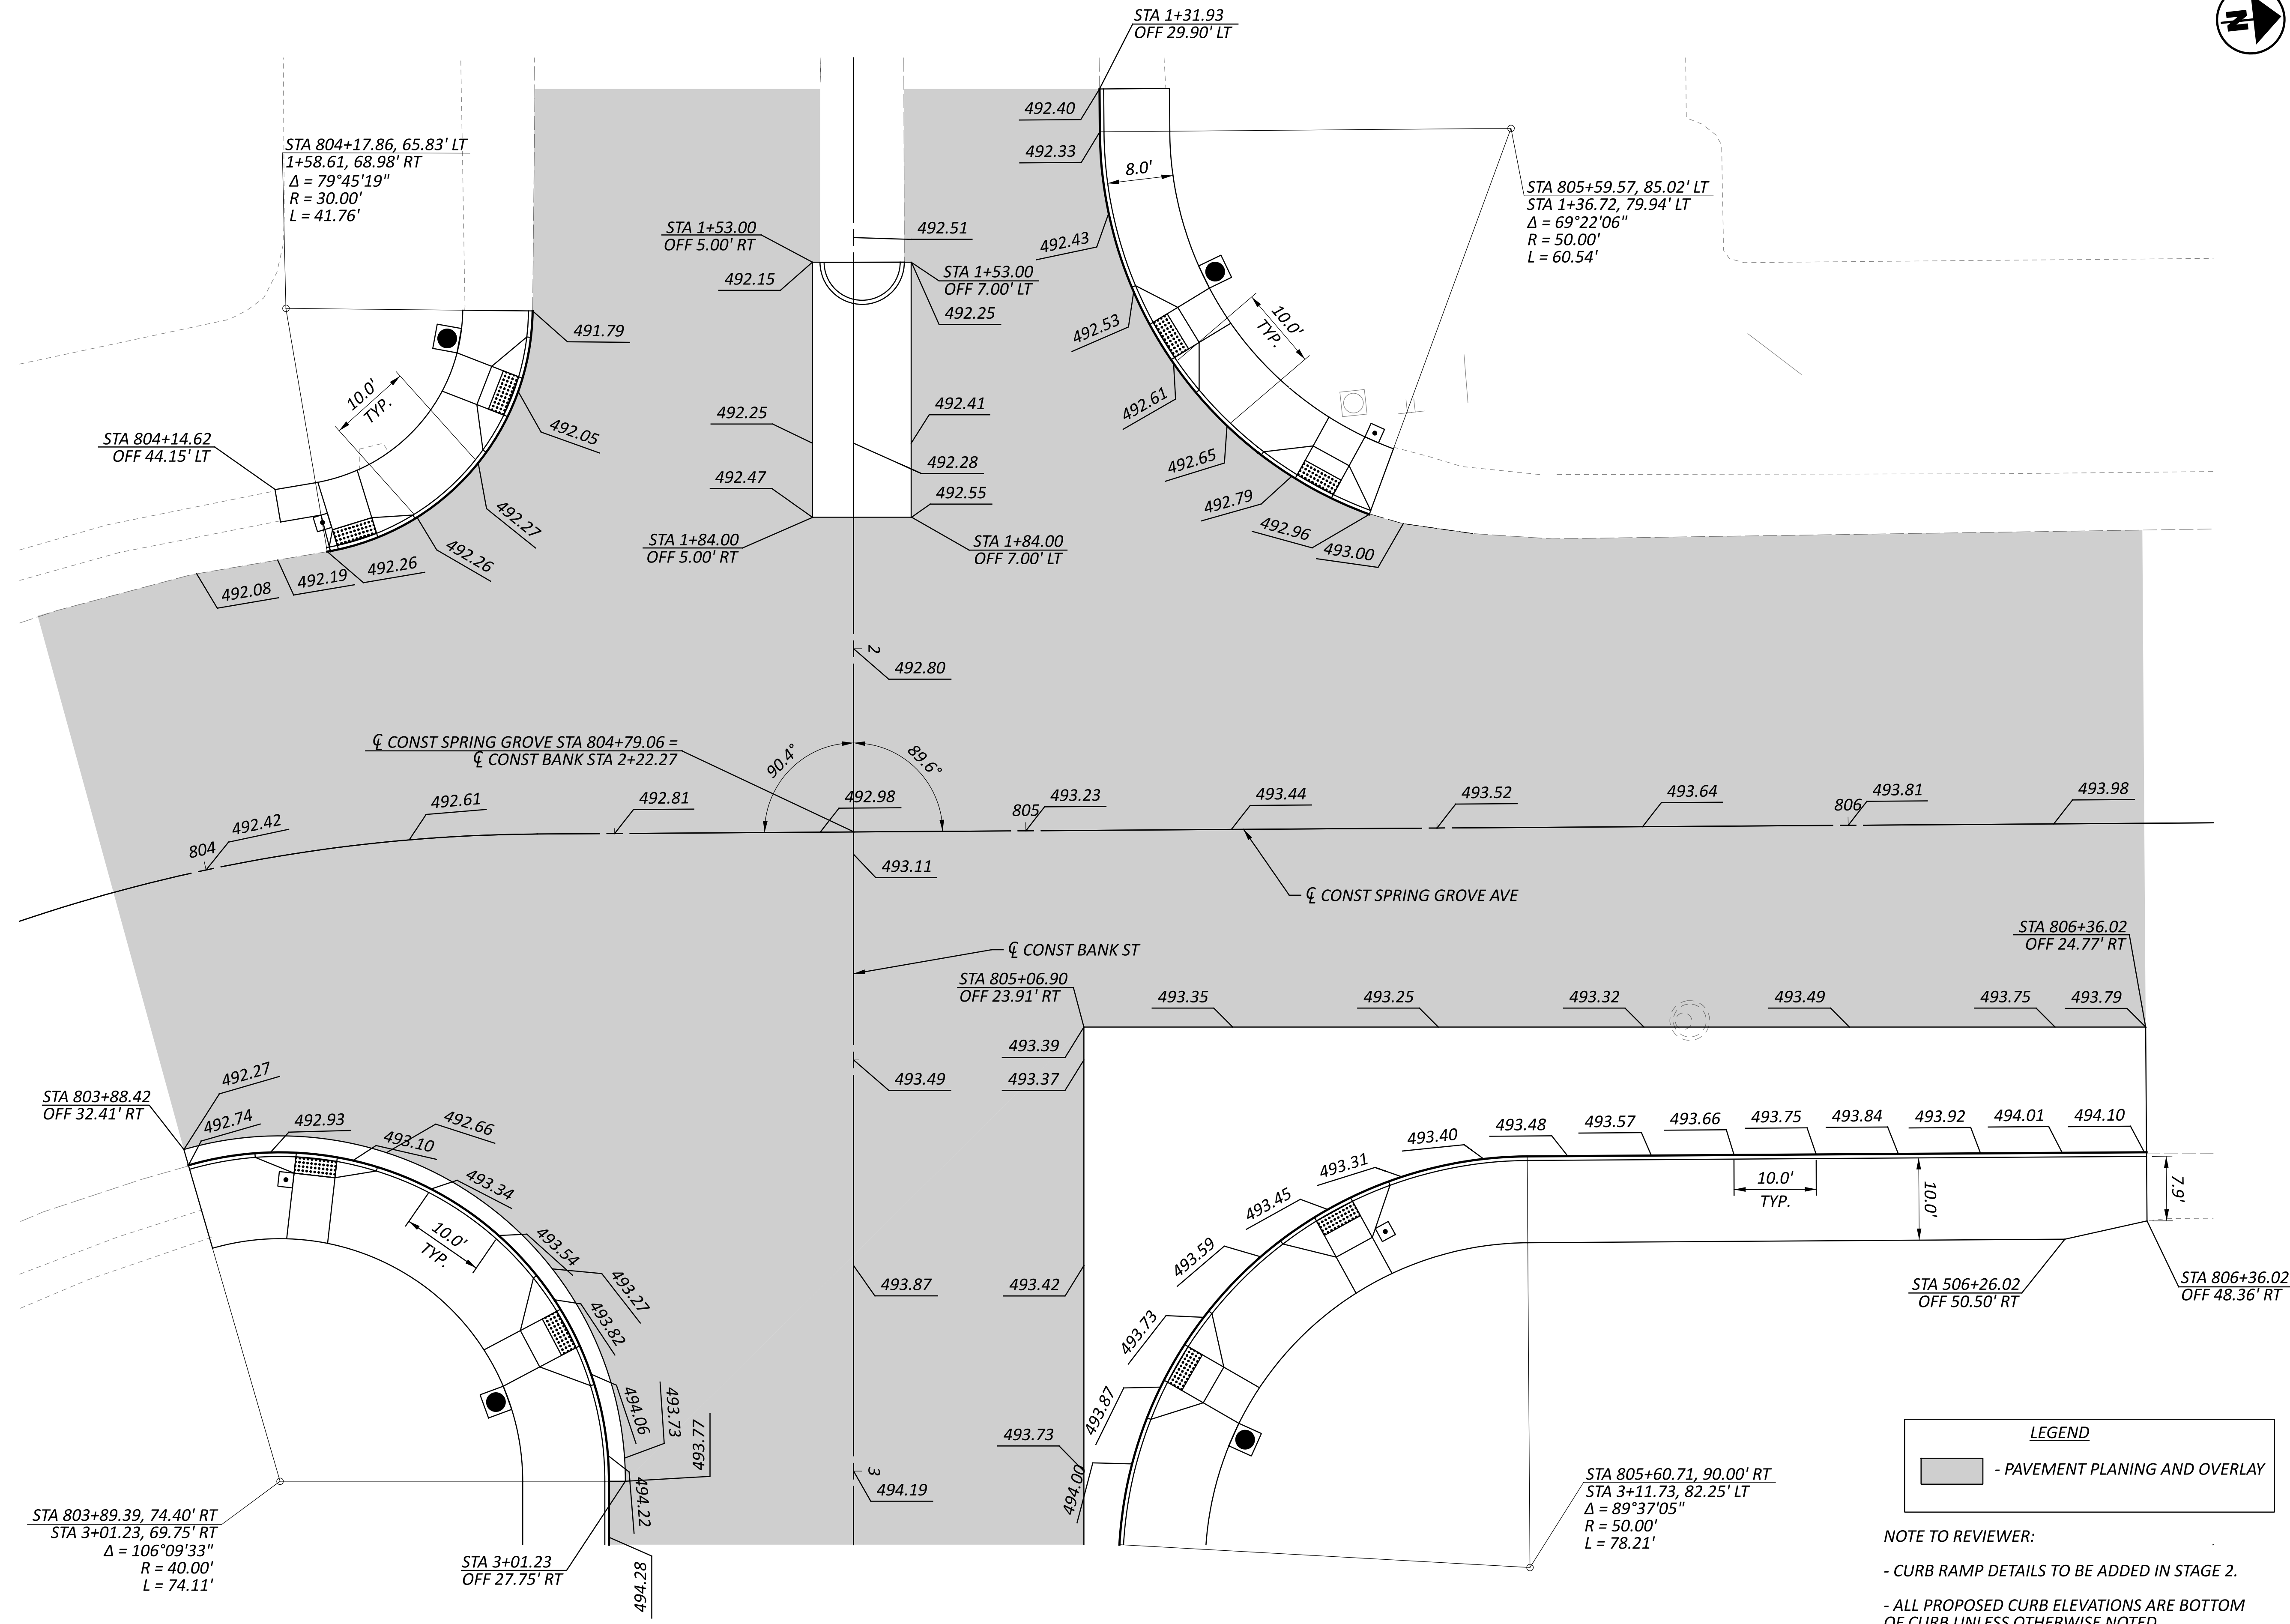 STA 1+31.93
OFF 29.90' LT
N
492.40
STA 804+17.86, 65.83' LT
1+58.61, 68.98' RT
Δ = 79°45'19"
R = 30.00'
L = 41.76'
492.33
8.0'
STA 805+59.57, 85.02' LT
STA 1+36.72, 79.94' LT
Δ = 69°22'06"
R = 50.00'
L = 60.54'
STA 1+53.00
OFF 5.00' RT
492.51
492.43
492.15
STA 1+53.00
OFF 7.00' LT
492.25
491.79
492.53
10.0'
TYP.
10.0'
TYP.
492.25
492.41
492.61
STA 804+14.62
OFF 44.15' LT
492.05
492.28
492.65
492.47
492.55
492.79
492.27
492.26
STA 1+84.00
OFF 5.00' RT
STA 1+84.00
OFF 7.00' LT
492.96
493.00
492.08
492.19
492.26
2
492.80
℄ CONST SPRING GROVE STA 804+79.06 =
℄ CONST BANK STA 2+22.27
90.4°
89.6°
804
492.42
492.61
492.81
492.98
805
493.23
493.44
493.52
493.64
806
493.81
493.98
493.11
℄ CONST SPRING GROVE AVE
℄ CONST BANK ST
STA 806+36.02
OFF 24.77' RT
STA 805+06.90
OFF 23.91' RT
493.35
493.25
493.32
493.49
493.75
493.79
493.39
493.49
493.37
492.27
STA 803+88.42
OFF 32.41' RT
492.74
492.93
493.10
492.66
493.34
493.54
493.27
493.82
10.0'
TYP.
493.40
493.48
493.57
493.66
493.75
493.84
493.92
494.01
494.10
493.31
493.45
493.59
493.73
493.87
494.00
10.0'
TYP.
10.0'
7.9'
493.87
493.42
STA 506+26.02
OFF 50.50' RT
STA 806+36.02
OFF 48.36' RT
494.06
493.73
493.77
493.73
3
494.19
494.22
494.28
STA 803+89.39, 74.40' RT
STA 3+01.23, 69.75' RT
Δ = 106°09'33"
R = 40.00'
L = 74.11'
STA 3+01.23
OFF 27.75' RT
STA 805+60.71, 90.00' RT
STA 3+11.73, 82.25' LT
Δ = 89°37'05"
R = 50.00'
L = 78.21'
LEGEND
- PAVEMENT PLANING AND OVERLAY
NOTE TO REVIEWER:
- CURB RAMP DETAILS TO BE ADDED IN STAGE 2.
- ALL PROPOSED CURB ELEVATIONS ARE BOTTOM
OF CURB UNLESS OTHERWISE NOTED